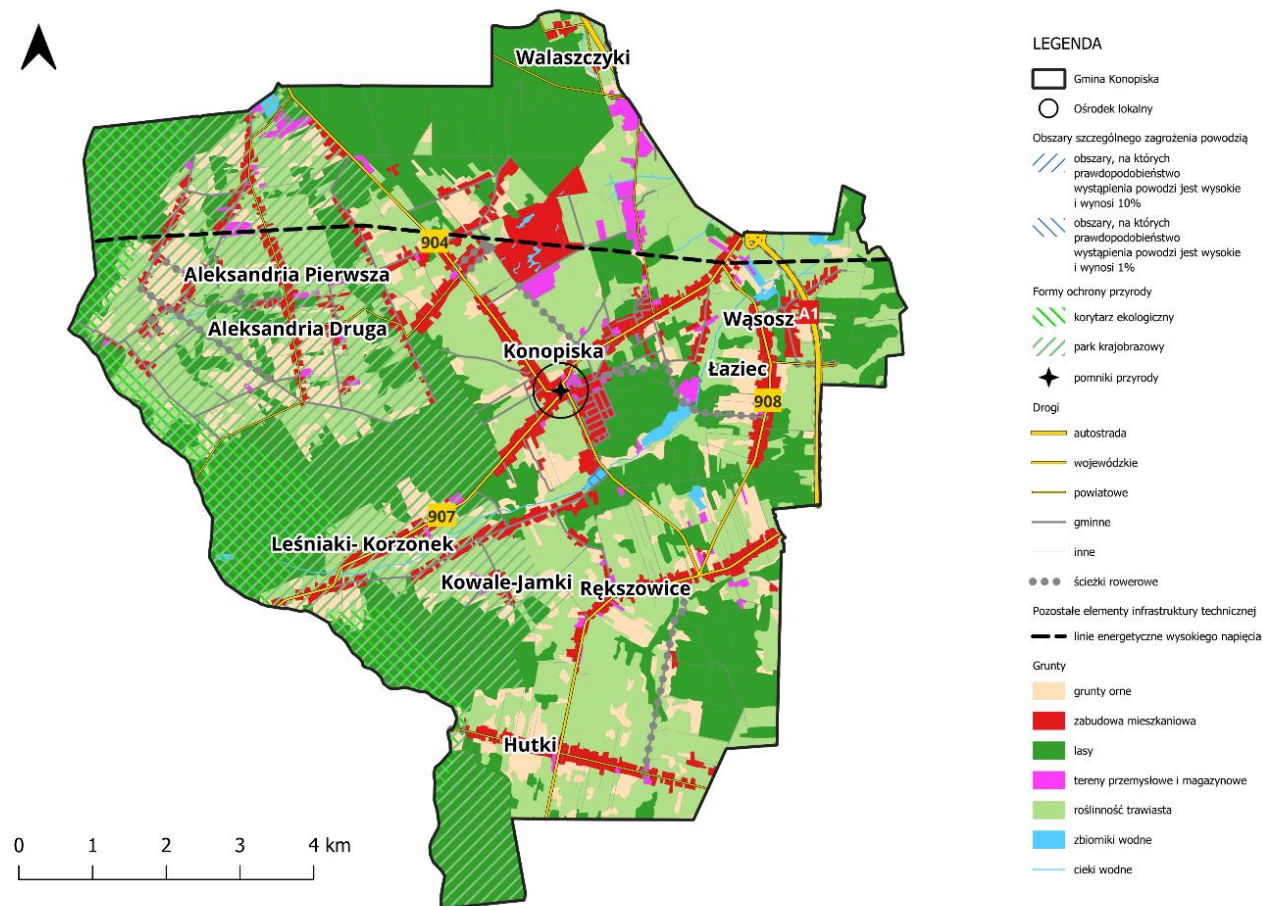 Walaszczyki
904
Aleksandria Pierwsza
Aleksandria Druga
Konopiska
Wąsosz
A1
Łaziec
908
907
Leśniaki- Korzonek
Kowale-Jamki
Rększowice
Hutki
0 1 2 3 4 km
LEGENDA
Gmina Konopiska
Ośrodek lokalny
Obszary szczególnego zagrożenia powodzią
obszary, na których
prawdopodobieństwo
wystąpienia powodzi jest wysokie
i wynosi 10%
obszary, na których
prawdopodobieństwo
wystąpienia powodzi jest wysokie
i wynosi 1%
Formy ochrony przyrody
korytarz ekologiczny
park krajobrazowy
pomniki przyrody
Drogi
autostrada
wojewódzkie
powiatowe
gminne
inne
ścieżki rowerowe
Pozostałe elementy infrastruktury technicznej
linie energetyczne wysokiego napięcia
Grunty
grunty orne
zabudowa mieszkaniowa
lasy
tereny przemysłowe i magazynowe
roślinność trawiasta
zbiorniki wodne
cieki wodne